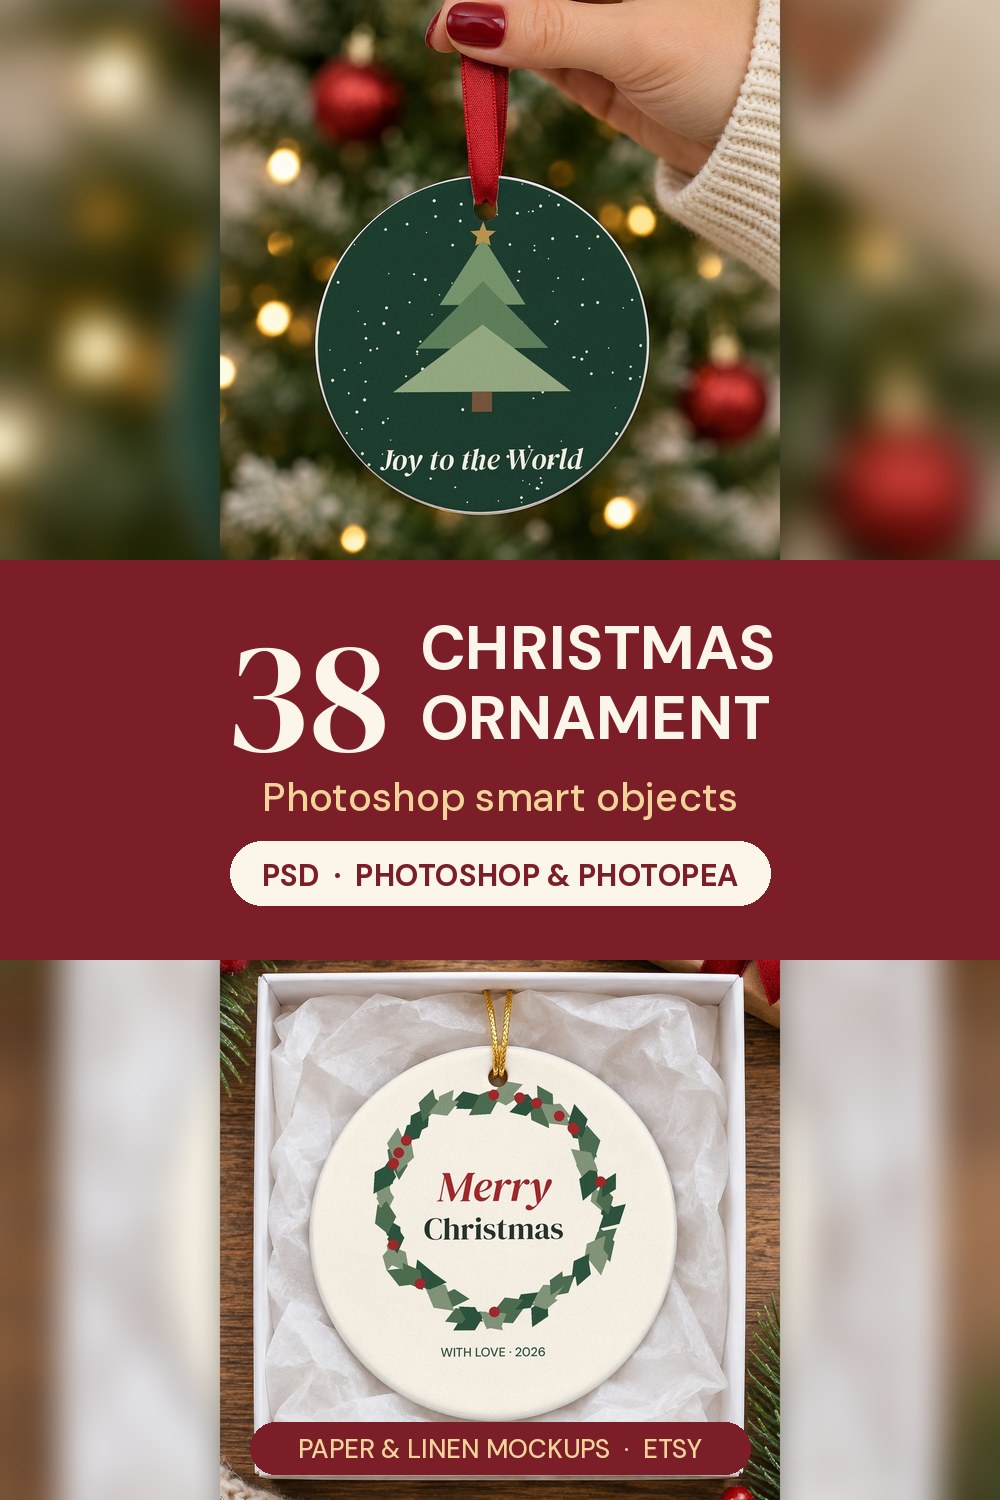 Joy to the World
38
CHRISTMAS
ORNAMENT
Photoshop smart objects
PSD · PHOTOSHOP & PHOTOPEA
Merry
Christmas
WITH LOVE · 2026
PAPER & LINEN MOCKUPS · ETSY